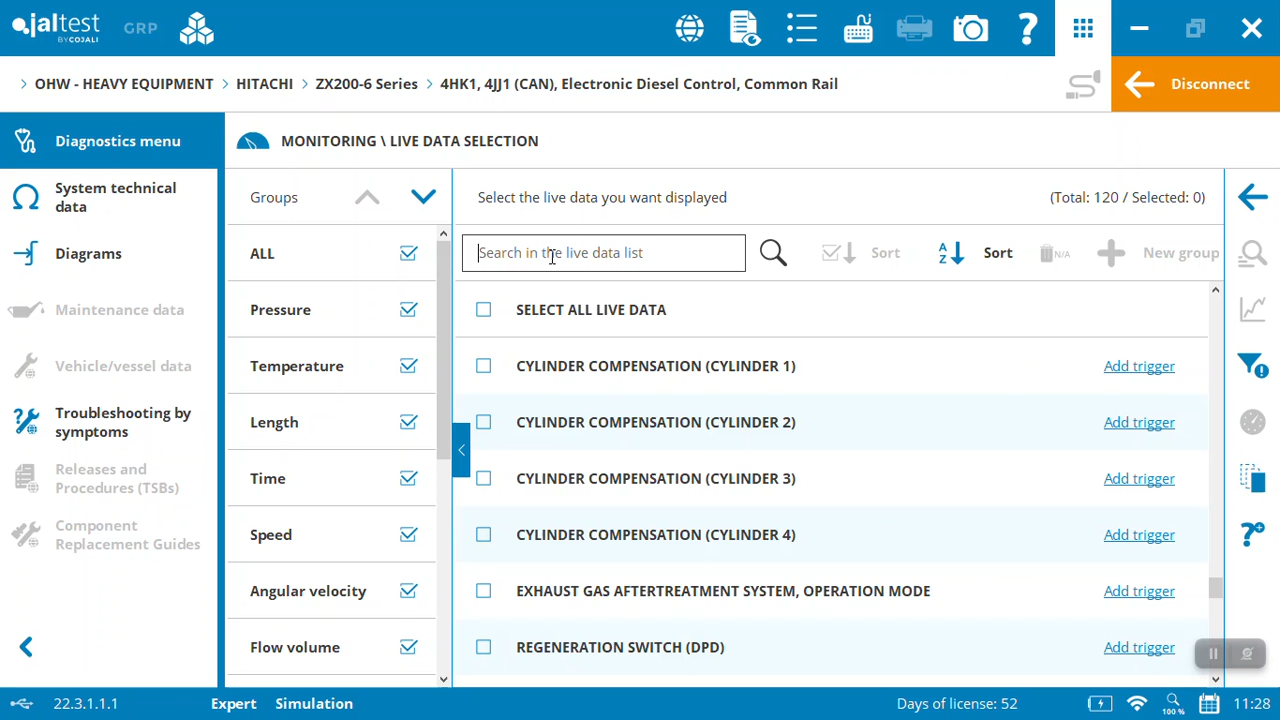 jaltest
BY COJALI
GRP
OHW - HEAVY EQUIPMENT > HITACHI > ZX200-6 Series > 4HK1, 4JJ1 (CAN), Electronic Diesel Control, Common Rail
Disconnect
Diagnostics menu
MONITORING \ LIVE DATA SELECTION
System technical
data
Diagrams
Maintenance data
Vehicle/vessel data
Troubleshooting by
symptoms
Releases and
Procedures (TSBs)
Component
Replacement Guides
Groups
ALL
Pressure
Temperature
Length
Time
Speed
Angular velocity
Flow volume
Select the live data you want displayed
(Total: 120 / Selected: 0)
Search in the live data list
Sort
A
Z
Sort
N/A
New group
SELECT ALL LIVE DATA
CYLINDER COMPENSATION (CYLINDER 1) Add trigger
CYLINDER COMPENSATION (CYLINDER 2) Add trigger
CYLINDER COMPENSATION (CYLINDER 3) Add trigger
CYLINDER COMPENSATION (CYLINDER 4) Add trigger
EXHAUST GAS AFTERTREATMENT SYSTEM, OPERATION MODE Add trigger
REGENERATION SWITCH (DPD) Add trigger
22.3.1.1.1
Expert
Simulation
Days of license: 52
100 %
11:28